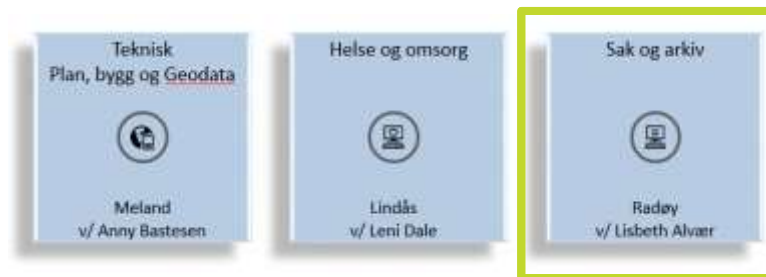 Teknisk
Plan, bygg og Geodata
Meland
v/ Anny Bastesen
Helse og omsorg
Lindås
v/ Leni Dale
Sak og arkiv
Radøy
v/ Lisbeth Alvær